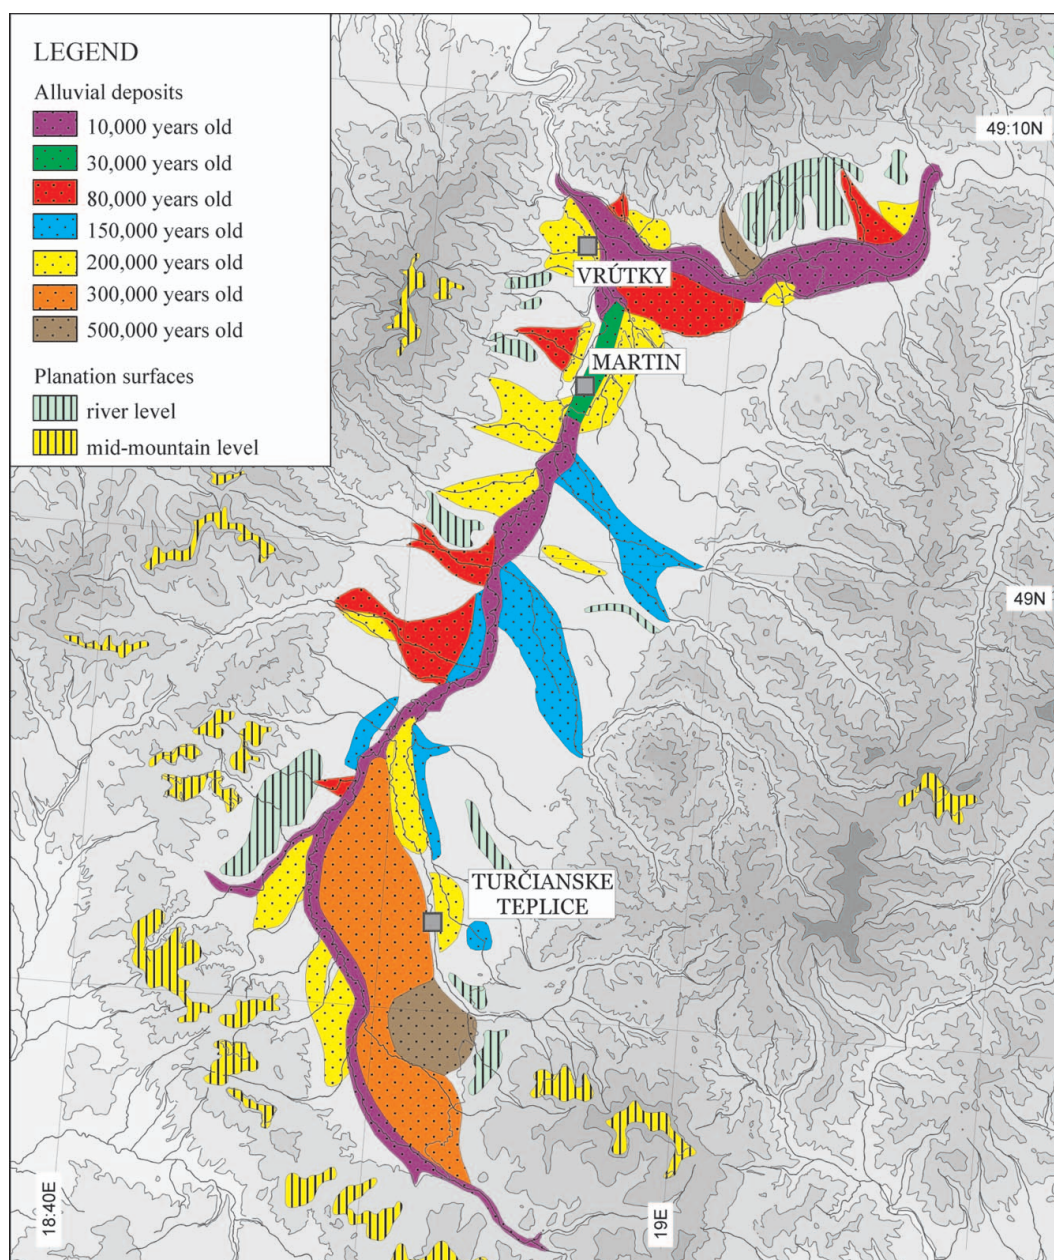 LEGEND
Alluvial deposits
10,000 years old
30,000 years old
80,000 years old
150,000 years old
200,000 years old
300,000 years old
500,000 years old
Planation surfaces
river level
mid-mountain level
49:10N
VRÚTKY
MARTIN
49N
TURČIANSKE
TEPLICE
18:40E
19E